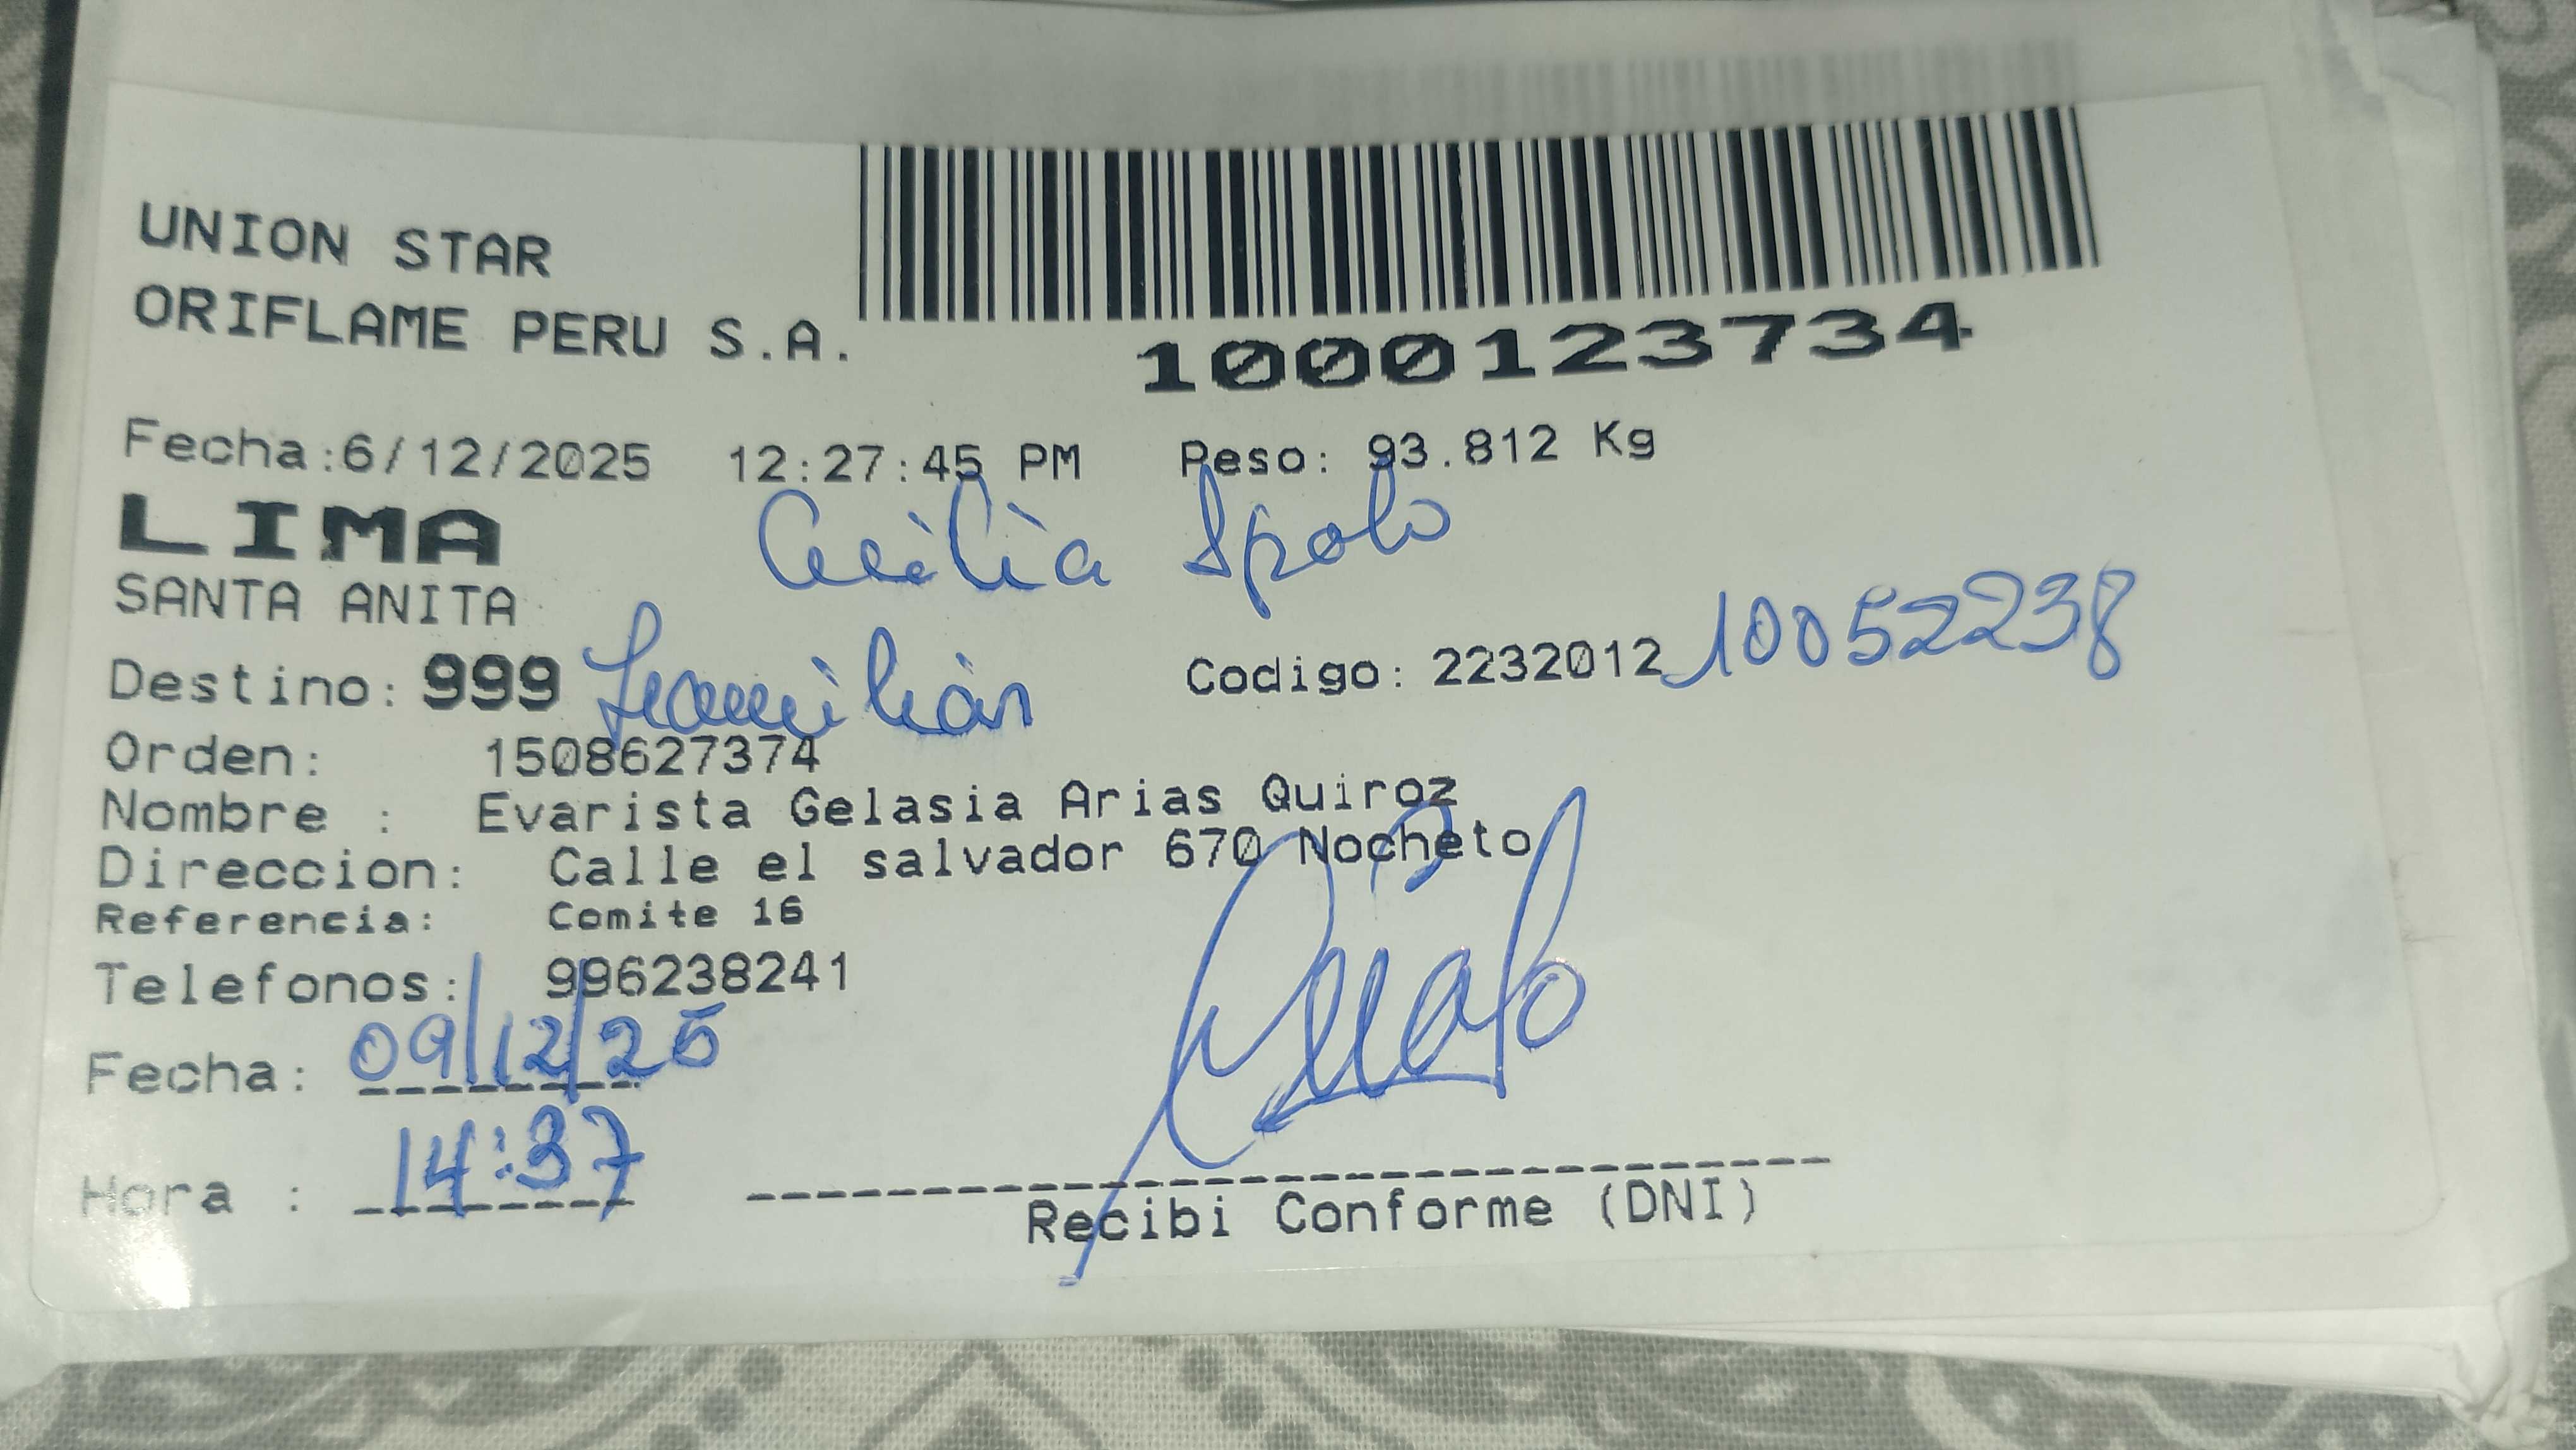 UNION STAR
ORIFLAME PERU S.A.
1000123734
Fecha:6/12/2025 12:27:45 PM Peso: 93.812 Kg
LIMA
Cecilia
SANTA ANITA
Destino: 999 Codigo: 2232012 10052238
Orden: 1508627374
Nombre : Evarista Gelasia Arias Quiroz
Direccion: Calle el salvador 670 Nocheto
Referencia: Comite 16
Telefonos: 996238241
Fecha: 09/12/25
Hora : 14:37
Recibi Conforme (DNI)